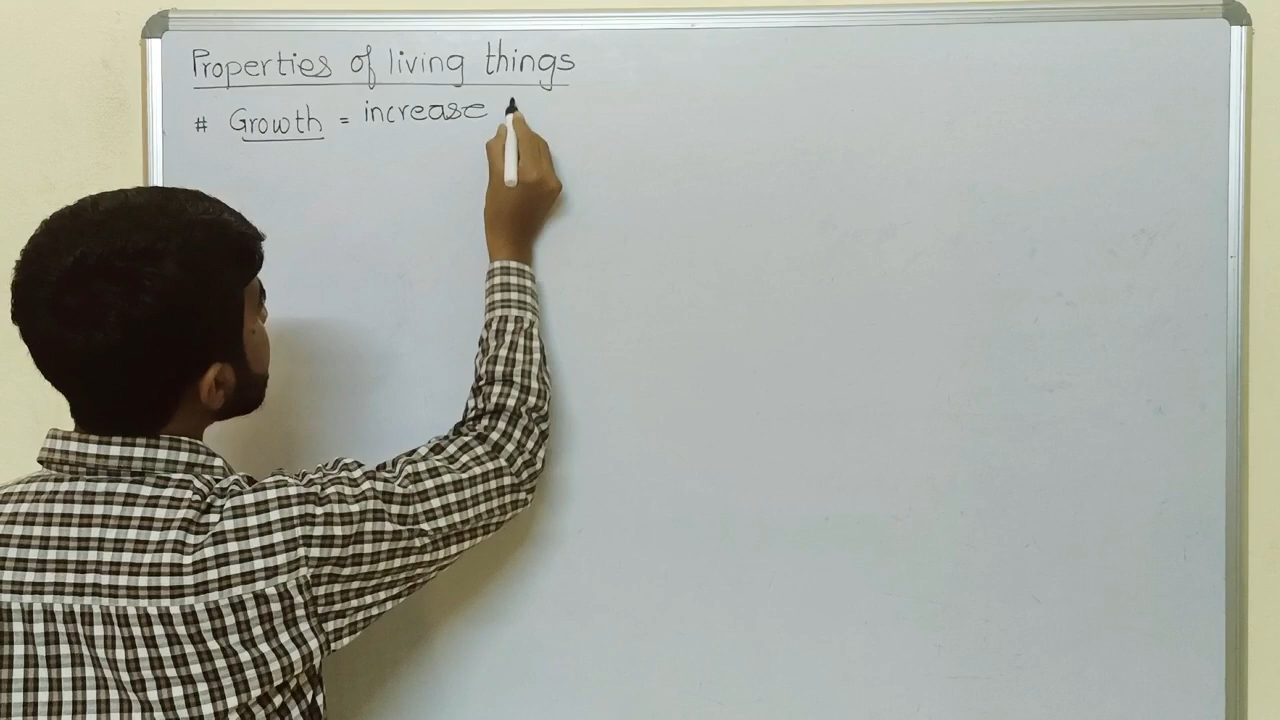 Properties of living things
# Growth = increase